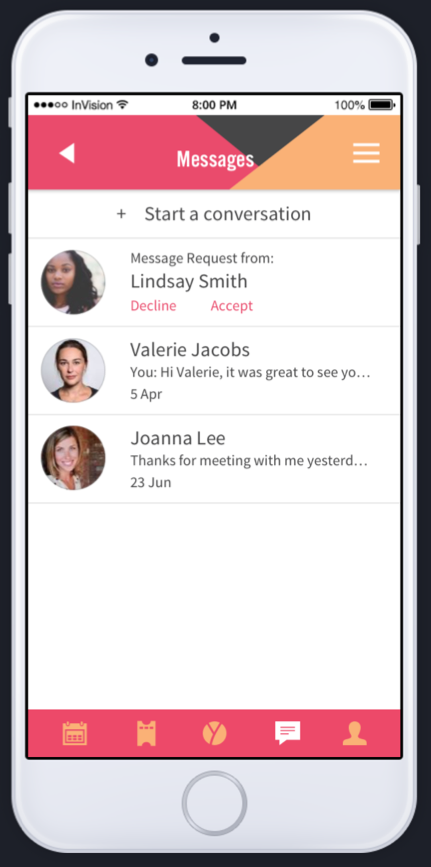 ●●●○○ InVision 8:00 PM 100%
Messages
+ Start a conversation
Message Request from:
Lindsay Smith
Decline Accept
Valerie Jacobs
You: Hi Valerie, it was great to see yo...
5 Apr
Joanna Lee
Thanks for meeting with me yesterd...
23 Jun